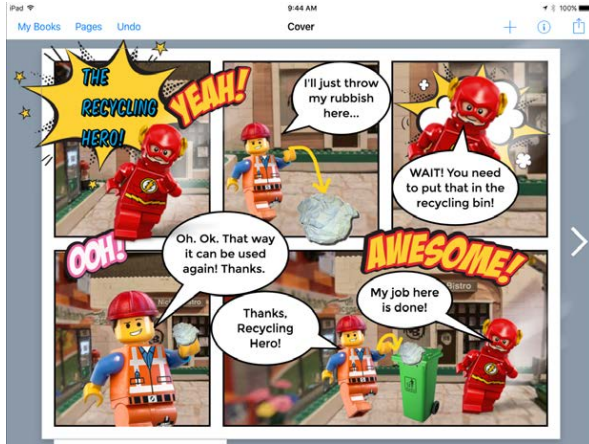 iPad
9:44 AM
100%
My Books
Pages
Undo
Cover
THE
RECYCLING
HERO!
YEAH!
I'll just throw
my rubbish
here...
WAIT! You need
to put that in the
recycling bin!
OOH!
Oh. Ok. That way
it can be used
again! Thanks.
Bistro
AWESOME!
Thanks,
Recycling
Hero!
My job here
is done!
Bistro